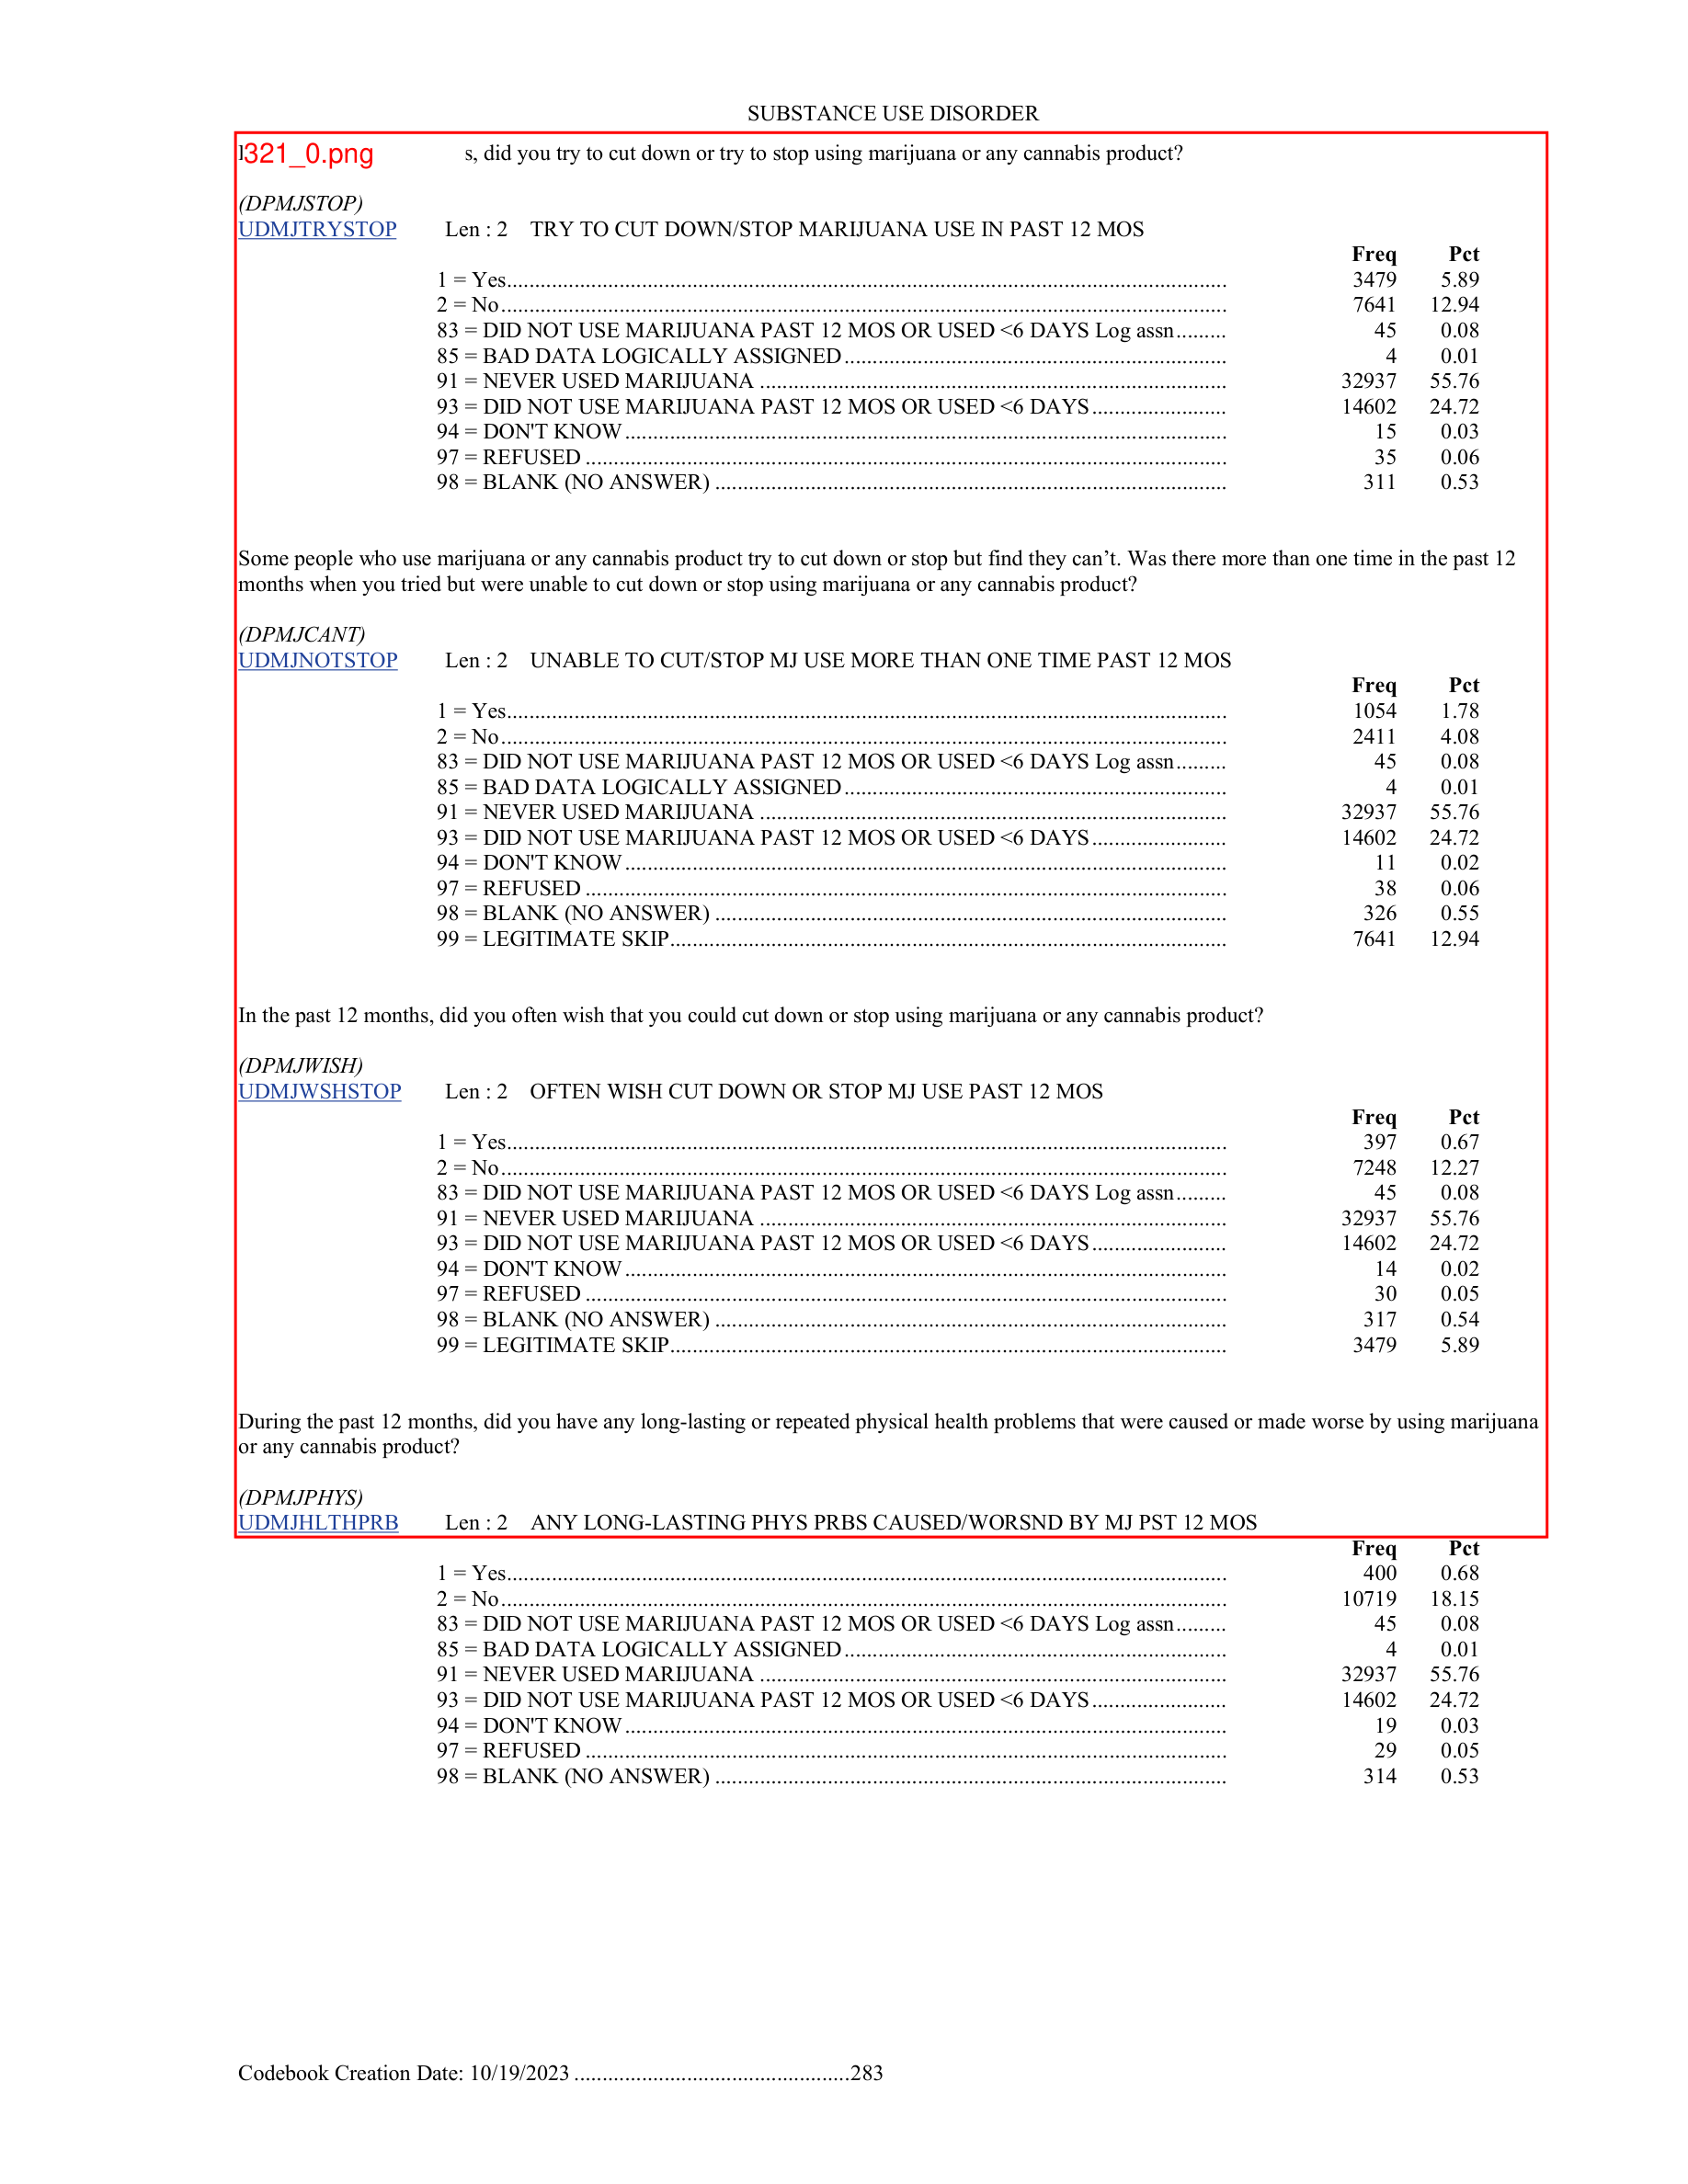 SUBSTANCE USE DISORDER
321_0.png s, did you try to cut down or try to stop using marijuana or any cannabis product?
(DPMJSTOP)
UDMJTRYSTOP Len : 2 TRY TO CUT DOWN/STOP MARIJUANA USE IN PAST 12 MOS
Freq Pct
1 = Yes 3479 5.89
2 = No 7641 12.94
83 = DID NOT USE MARIJUANA PAST 12 MOS OR USED <6 DAYS Log assn 45 0.08
85 = BAD DATA LOGICALLY ASSIGNED 4 0.01
91 = NEVER USED MARIJUANA 32937 55.76
93 = DID NOT USE MARIJUANA PAST 12 MOS OR USED <6 DAYS 14602 24.72
94 = DON'T KNOW 15 0.03
97 = REFUSED 35 0.06
98 = BLANK (NO ANSWER) 311 0.53
Some people who use marijuana or any cannabis product try to cut down or stop but find they can’t. Was there more than one time in the past 12
months when you tried but were unable to cut down or stop using marijuana or any cannabis product?
(DPMJCANT)
UDMJNOTSTOP Len : 2 UNABLE TO CUT/STOP MJ USE MORE THAN ONE TIME PAST 12 MOS
Freq Pct
1 = Yes 1054 1.78
2 = No 2411 4.08
83 = DID NOT USE MARIJUANA PAST 12 MOS OR USED <6 DAYS Log assn 45 0.08
85 = BAD DATA LOGICALLY ASSIGNED 4 0.01
91 = NEVER USED MARIJUANA 32937 55.76
93 = DID NOT USE MARIJUANA PAST 12 MOS OR USED <6 DAYS 14602 24.72
94 = DON'T KNOW 11 0.02
97 = REFUSED 38 0.06
98 = BLANK (NO ANSWER) 326 0.55
99 = LEGITIMATE SKIP 7641 12.94
In the past 12 months, did you often wish that you could cut down or stop using marijuana or any cannabis product?
(DPMJWISH)
UDMJWSHSTOP Len : 2 OFTEN WISH CUT DOWN OR STOP MJ USE PAST 12 MOS
Freq Pct
1 = Yes 397 0.67
2 = No 7248 12.27
83 = DID NOT USE MARIJUANA PAST 12 MOS OR USED <6 DAYS Log assn 45 0.08
91 = NEVER USED MARIJUANA 32937 55.76
93 = DID NOT USE MARIJUANA PAST 12 MOS OR USED <6 DAYS 14602 24.72
94 = DON'T KNOW 14 0.02
97 = REFUSED 30 0.05
98 = BLANK (NO ANSWER) 317 0.54
99 = LEGITIMATE SKIP 3479 5.89
During the past 12 months, did you have any long-lasting or repeated physical health problems that were caused or made worse by using marijuana
or any cannabis product?
(DPMJPHYS)
UDMJHLTHPRB Len : 2 ANY LONG-LASTING PHYS PRBS CAUSED/WORSND BY MJ PST 12 MOS
Freq Pct
1 = Yes 400 0.68
2 = No 10719 18.15
83 = DID NOT USE MARIJUANA PAST 12 MOS OR USED <6 DAYS Log assn 45 0.08
85 = BAD DATA LOGICALLY ASSIGNED 4 0.01
91 = NEVER USED MARIJUANA 32937 55.76
93 = DID NOT USE MARIJUANA PAST 12 MOS OR USED <6 DAYS 14602 24.72
94 = DON'T KNOW 19 0.03
97 = REFUSED 29 0.05
98 = BLANK (NO ANSWER) 314 0.53
Codebook Creation Date: 10/19/2023 283